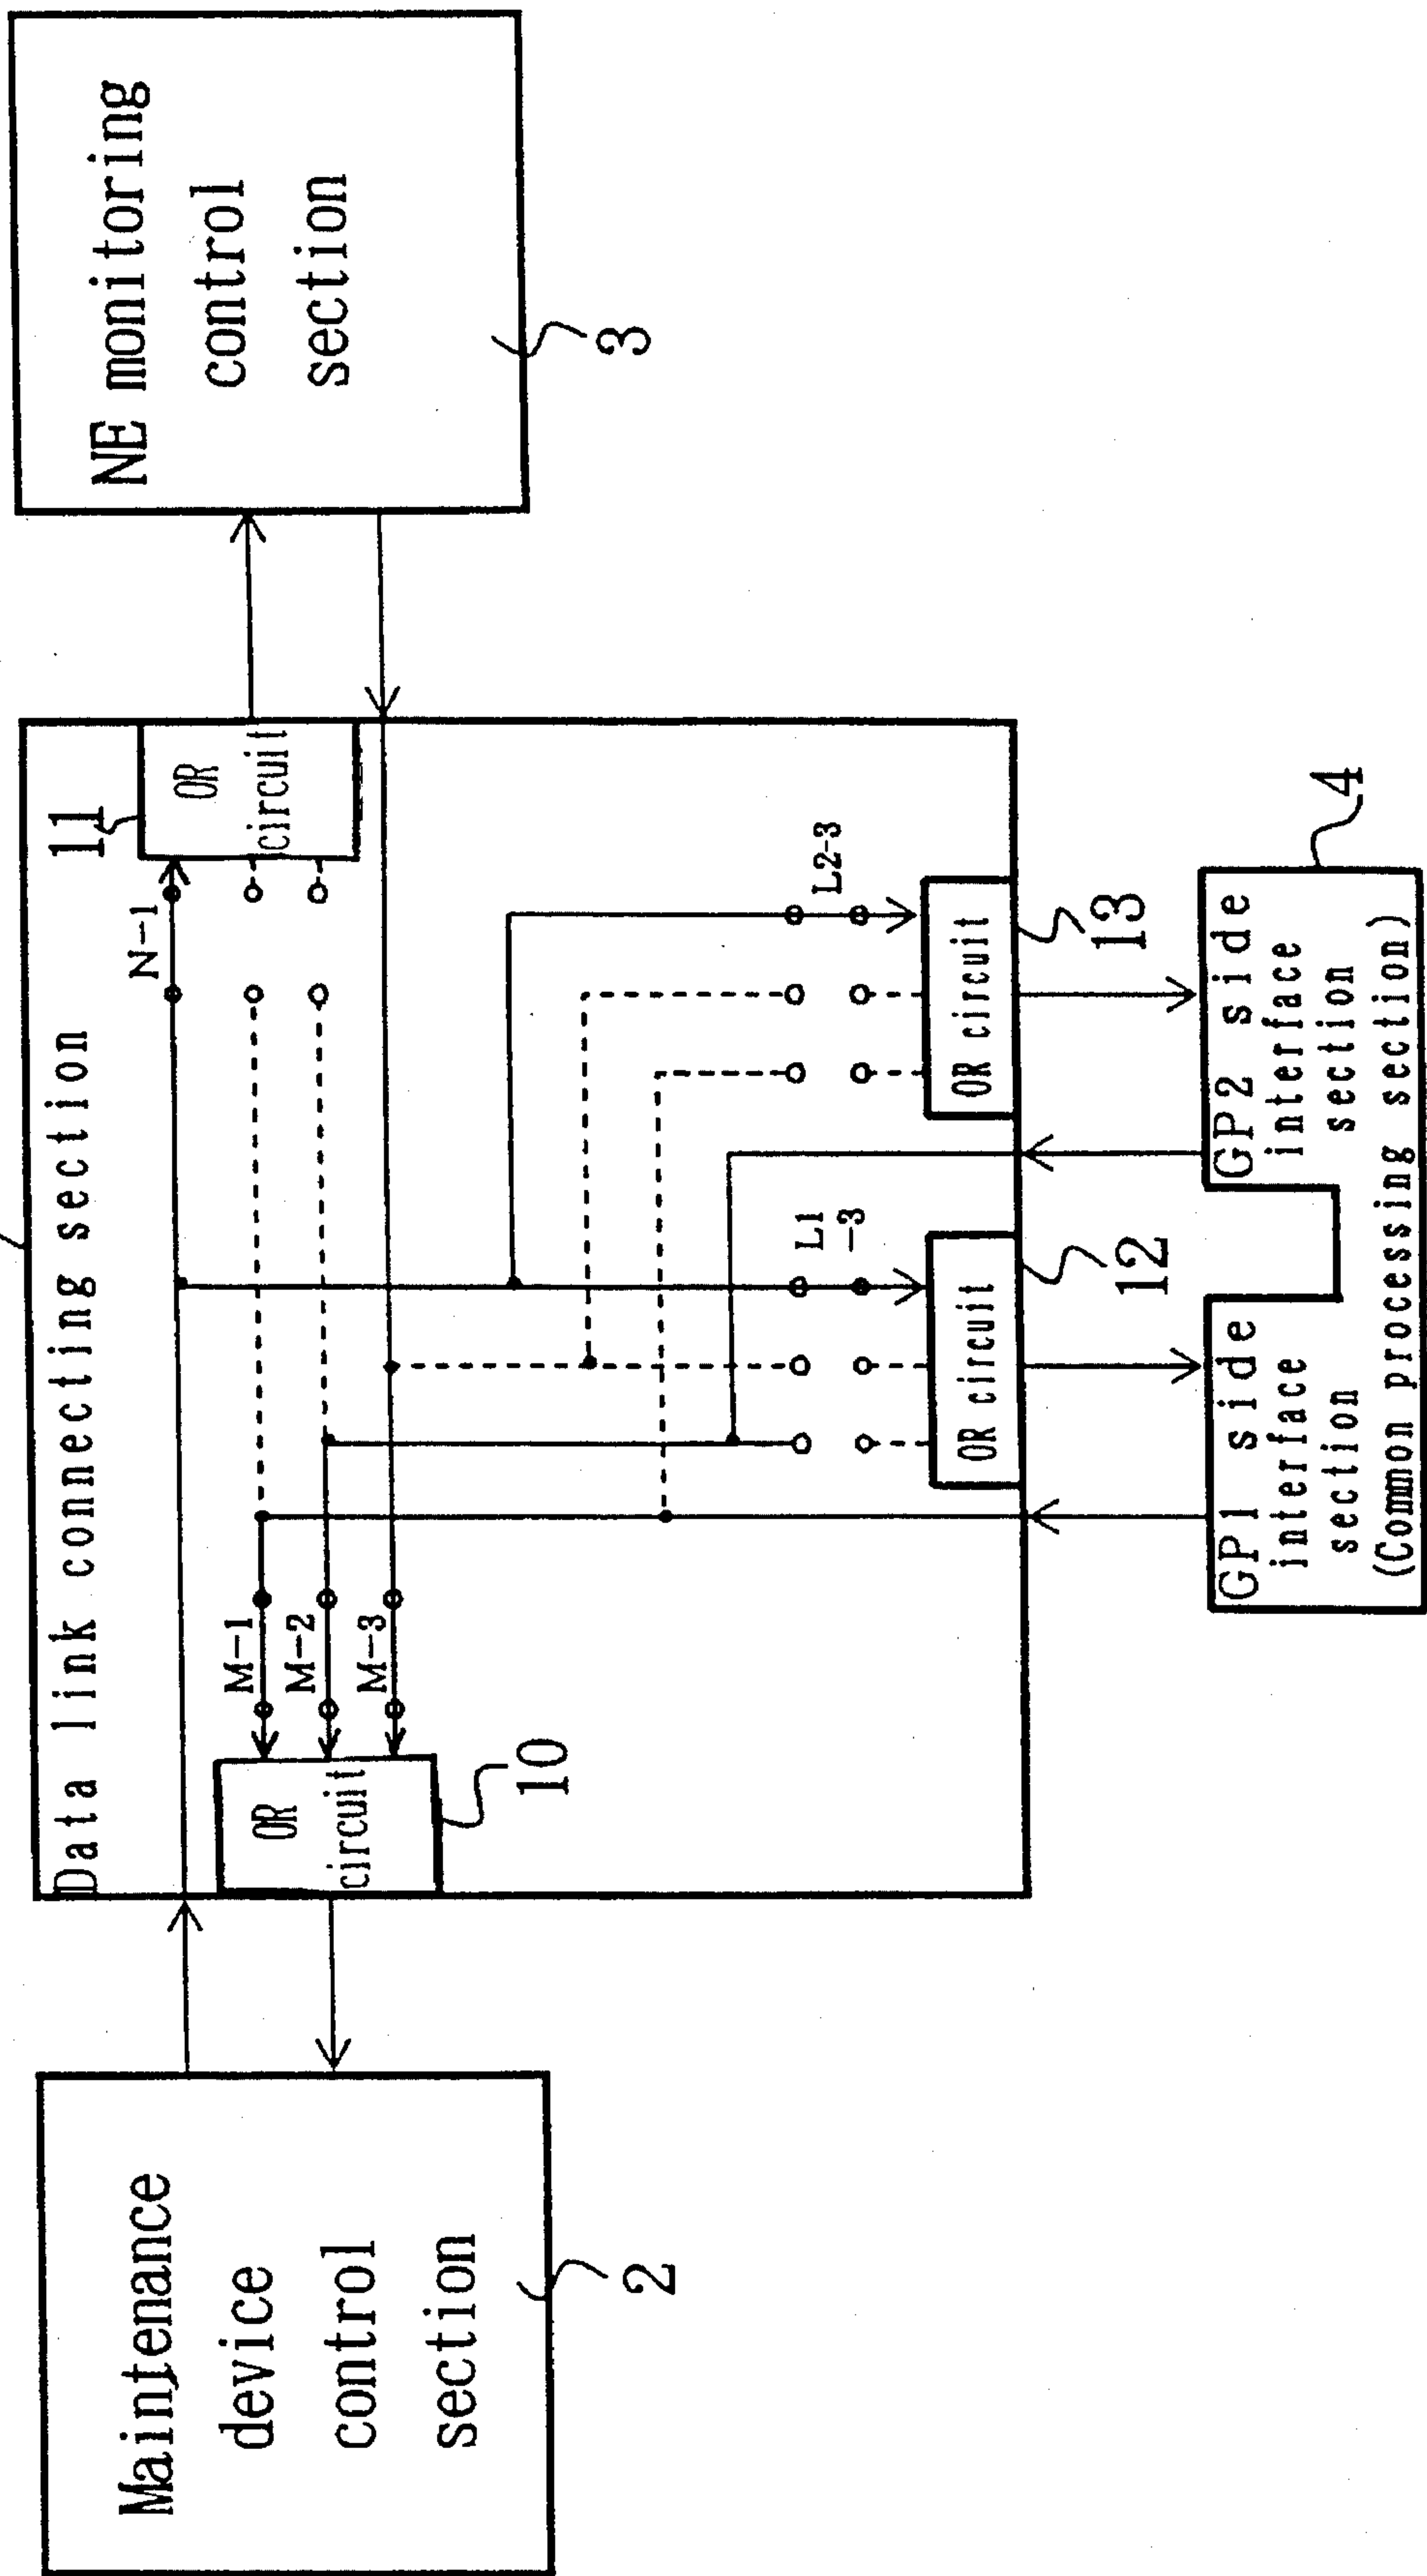 Maintenance
device
control
section
2
Data link connecting section
OR
circuit
10
M-1
M-2
M-3
N-1
11
OR
circuit
L1
-3
L2-3
OR circuit
12
OR circuit
13
NE monitoring
control
section
3
GP1 side
interface
section
GP2 side
interface
section
(Common processing section)
4